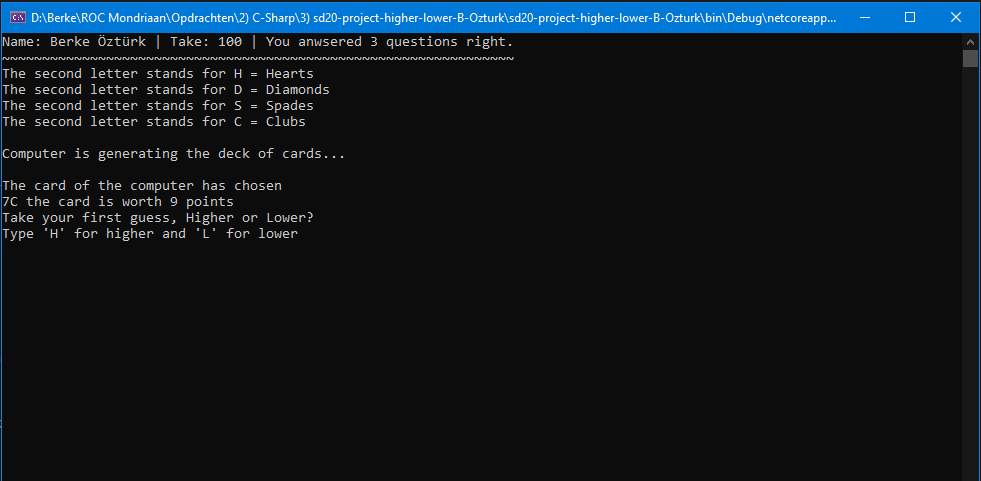 D:\Berke\ROC Mondriaan\Opdrachten\2) C-Sharp\3) sd20-project-higher-lower-B-Ozturk\sd20-project-higher-lower-B-Ozturk\bin\Debug\netcoreapp...
Name: Berke Öztürk | Take: 100 | You anwsered 3 questions right.
~~~~~~~~~~~~~~~~~~~~~~~~~~~~~~~~~~~~~~~~~~~~~~~~~~~~~~~~~~~~~~~~
The second letter stands for H = Hearts
The second letter stands for D = Diamonds
The second letter stands for S = Spades
The second letter stands for C = Clubs
Computer is generating the deck of cards...
The card of the computer has chosen
7C the card is worth 9 points
Take your first guess, Higher or Lower?
Type 'H' for higher and 'L' for lower